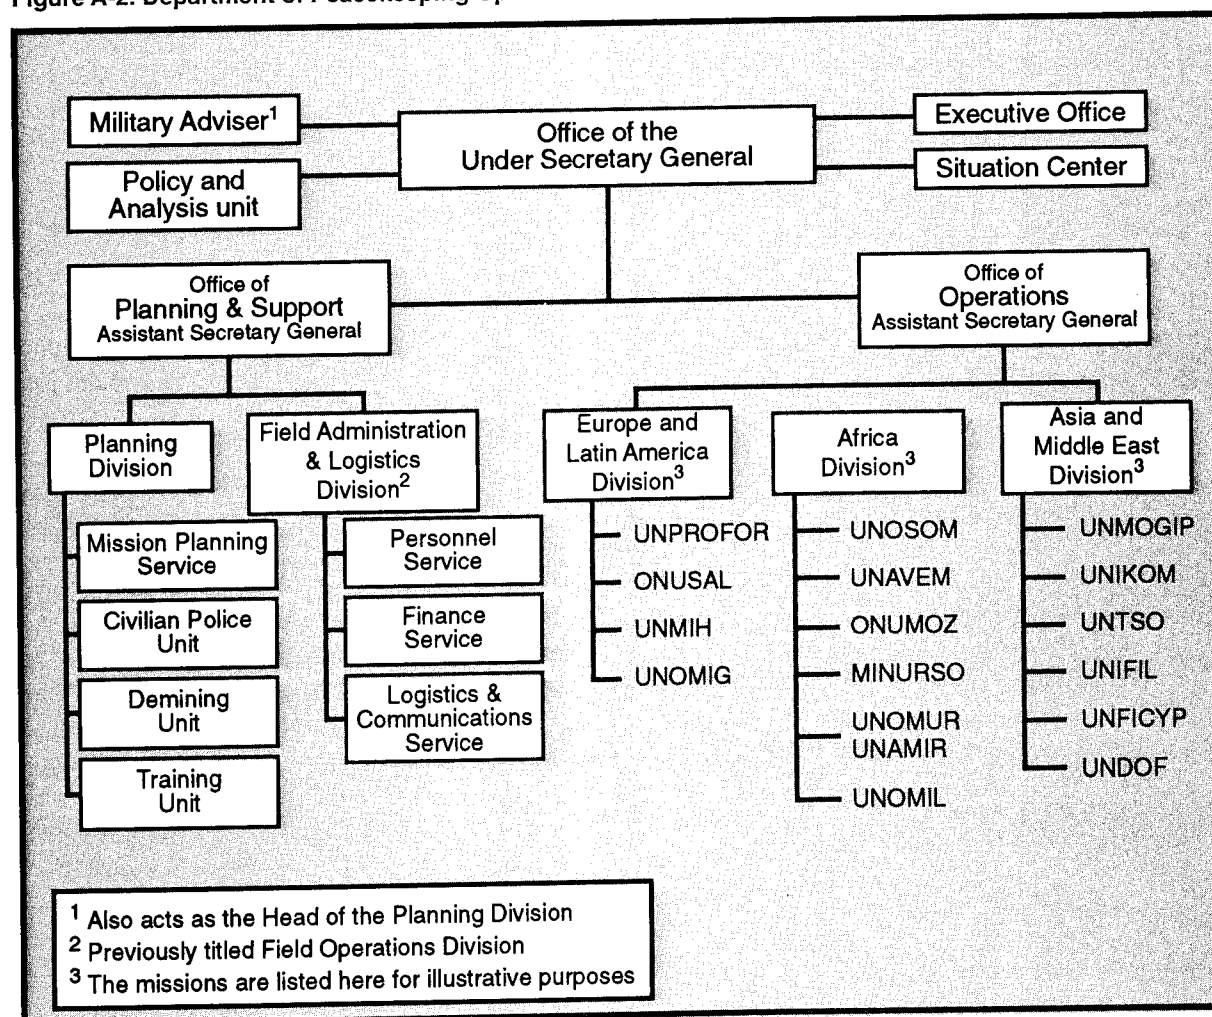 Figure A-2. Department of Peacekeeping Op
Military Adviser1
Office of the
Under Secretary General
Executive Office
Policy and
Analysis unit
Situation Center
Office of
Planning & Support
Assistant Secretary General
Office of
Operations
Assistant Secretary General
Planning
Division
Field Administration
& Logistics
Division2
Europe and
Latin America
Division3
Africa
Division3
Asia and
Middle East
Division3
Mission Planning
Service
Civilian Police
Unit
Demining
Unit
Training
Unit
Personnel
Service
Finance
Service
Logistics &
Communications
Service
UNPROFOR
ONUSAL
UNMIH
UNOMIG
UNOSOM
UNAVEM
ONUMOZ
MINURSO
UNOMUR
UNAMIR
UNOMIL
UNMOGIP
UNIKOM
UNTSO
UNIFIL
UNFICYP
UNDOF
1 Also acts as the Head of the Planning Division
2 Previously titled Field Operations Division
3 The missions are listed here for illustrative purposes